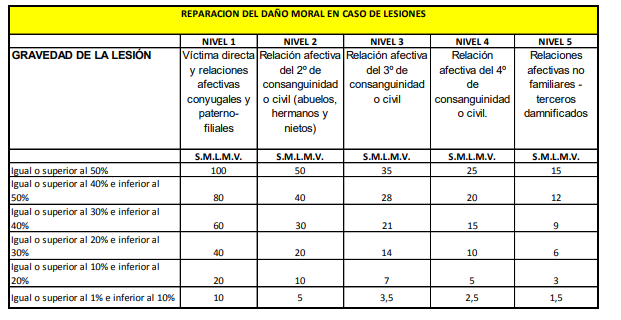 REPARACION DEL DAÑO MORAL EN CASO DE LESIONES
NIVEL 1 NIVEL 2 NIVEL 3 NIVEL 4 NIVEL 5
GRAVEDAD DE LA LESIÓN
Víctima directa
y relaciones
afectivas
conyugales y
paterno-
filiales
Relación afectiva
del 2º de
consanguinidad
o civil (abuelos,
hermanos y
nietos)
Relación afectiva
del 3º de
consanguinidad
o civil
Relación
afectiva del 4º
de
consanguinidad
o civil.
Relaciones
afectivas no
familiares -
terceros
damnificados
S.M.L.M.V. S.M.L.M.V. S.M.L.M.V. S.M.L.M.V. S.M.L.M.V.
Igual o superior al 50% 100 50 35 25 15
Igual o superior al 40% e inferior al
50% 80 40 28 20 12
Igual o superior al 30% e inferior al
40% 60 30 21 15 9
Igual o superior al 20% e inferior al
30% 40 20 14 10 6
Igual o superior al 10% e inferior al
20% 20 10 7 5 3
Igual o superior al 1% e inferior al 10% 10 5 3,5 2,5 1,5